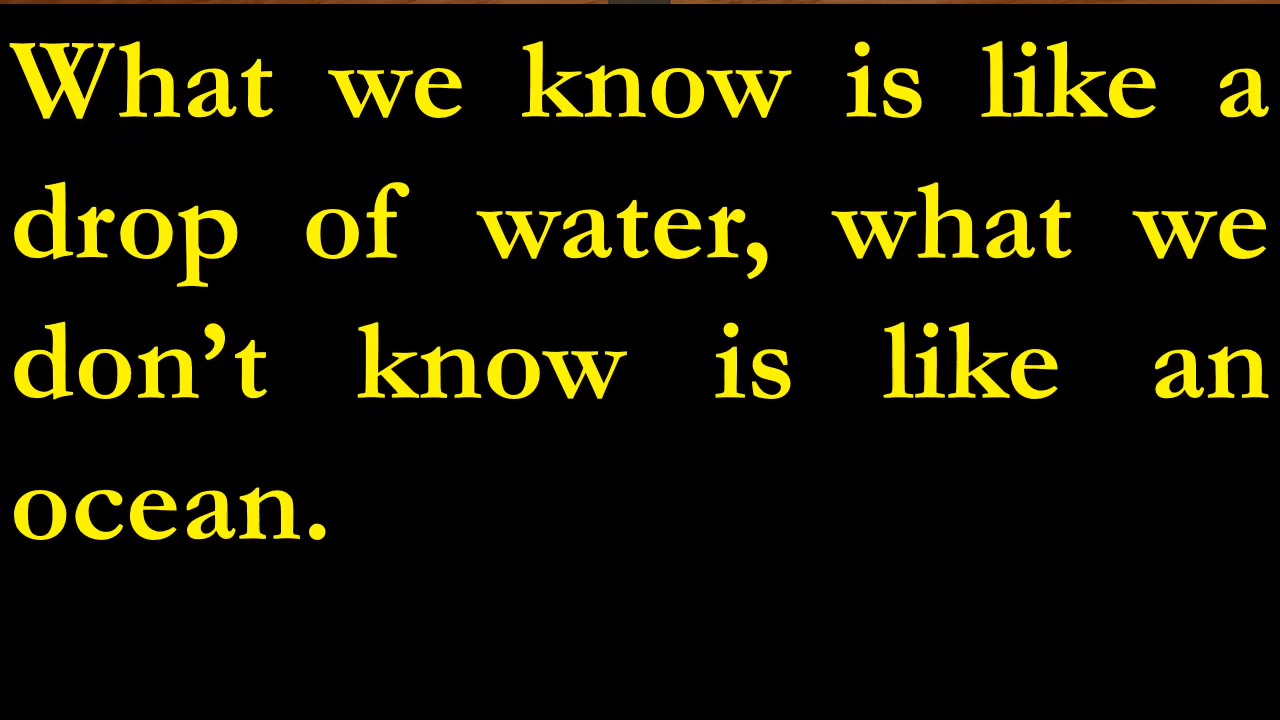 What we know is like a
drop of water, what we
don’t know is like an
ocean.